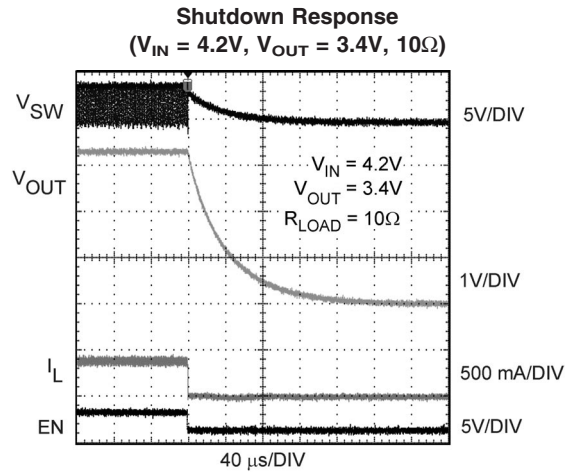 Shutdown Response
(VIN = 4.2V, VOUT = 3.4V, 10Ω)
VSW
5V/DIV
VIN = 4.2V
VOUT = 3.4V
RLOAD = 10Ω
VOUT
1V/DIV
IL
500 mA/DIV
EN
5V/DIV
40 µs/DIV